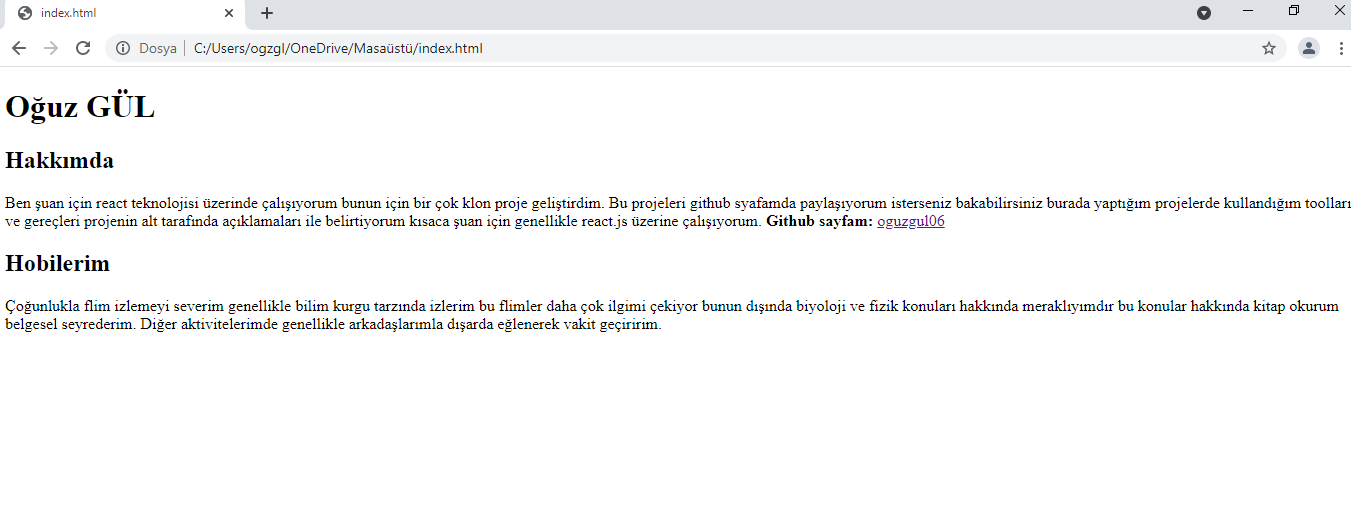 index.html
Dosya
C:/Users/ogzgl/OneDrive/Masaüstü/index.html
Oğuz GÜL
Hakkımda
Ben şuan için react teknolojisi üzerinde çalışıyorum bunun için bir çok klon proje geliştirdim. Bu projeleri github syafamda paylaşıyorum isterseniz bakabilirsiniz burada yaptığım projelerde kullandığım toolları
ve gereçleri projenin alt tarafında açıklamaları ile belirtiyorum kısaca şuan için genellikle react.js üzerine çalışıyorum. Github sayfam: oguzgul06
Hobilerim
Çoğunlukla flim izlemeyi severim genellikle bilim kurgu tarzında izlerim bu flimler daha çok ilgimi çekiyor bunun dışında biyoloji ve fizik konuları hakkında meraklıyımdır bu konular hakkında kitap okurum
belgesel seyrederim. Diğer aktivitelerimde genellikle arkadaşlarımla dışarda eğlenerek vakit geçiririm.